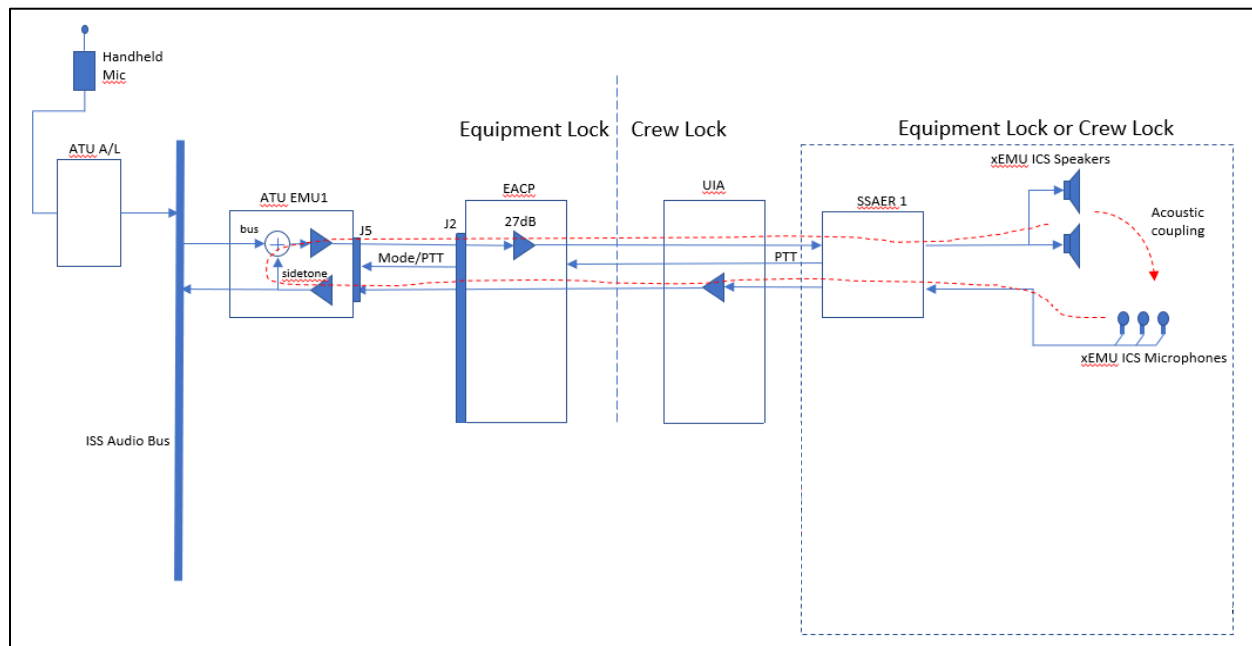 Handheld
Mic
Equipment Lock
Crew Lock
Equipment Lock or Crew Lock
ATU A/L
xEMU ICS Speakers
ATU EMU1
EACP
UIA
SSAER 1
J5
J2
27dB
bus
Acoustic
coupling
sidetone
Mode/PTT
PTT
xEMU ICS Microphones
ISS Audio Bus